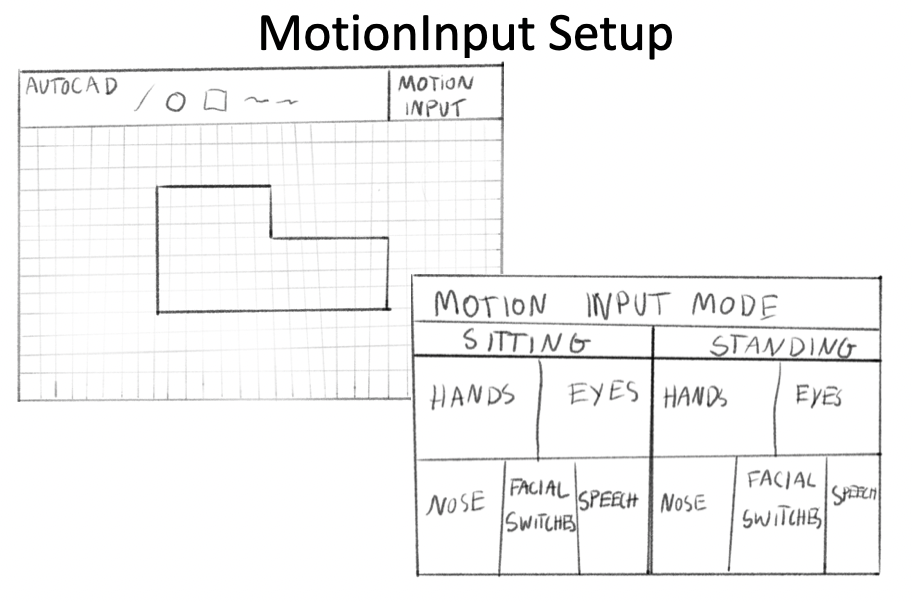 MotionInput Setup
AUTOCAD
MOTION
INPUT
MOTION INPUT MODE
SITTING
STANDING
HANDS
EYES
HANDS
EYES
NOSE
FACIAL
SWITCHES
SPEECH
NOSE
FACIAL
SWITCHES
SPEECH